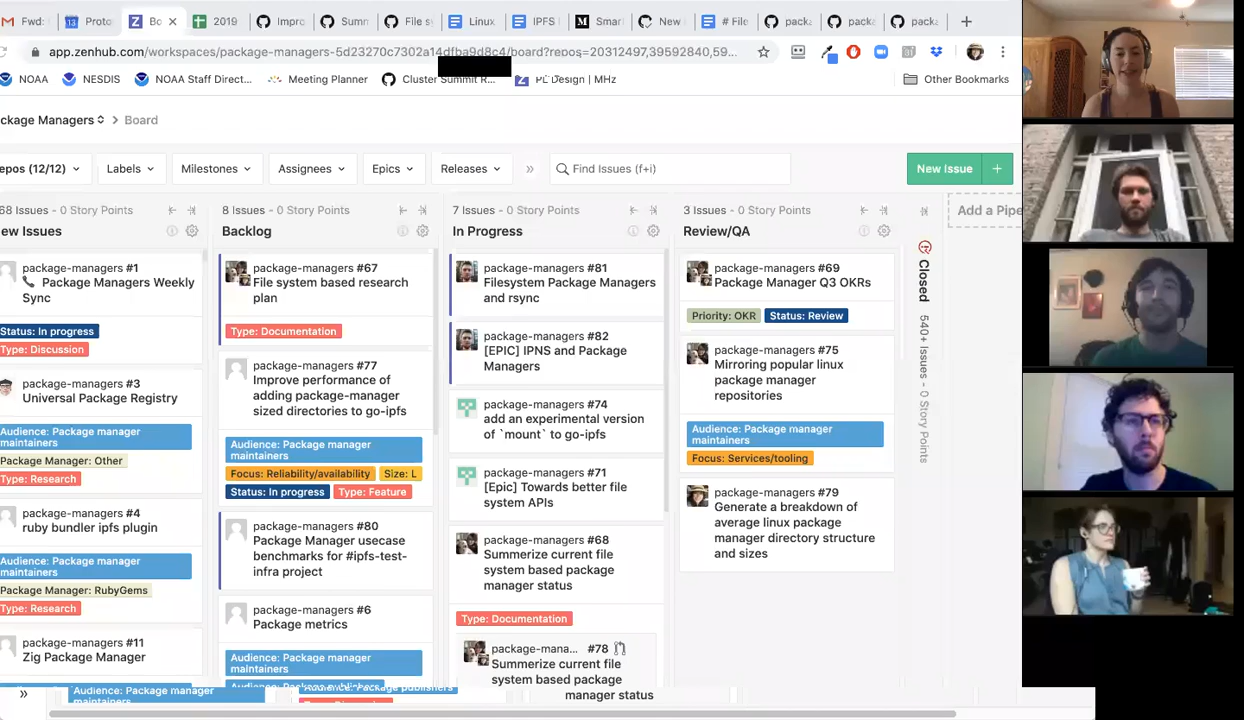 Fwd:
Proto
Bo
2019
Impro
Summ
File sy
Linux
IPFS
Smar
New
# File
packa
packa
packa
app.zenhub.com/workspaces/package-managers-5d23270c7302a14dfba9d8c4/board?repos=20312497,39592840,59...
NOAA
NESDIS
NOAA Staff Direct...
Meeting Planner
Cluster Summit R...
PL Design | MHz
Other Bookmarks
ckage Managers
Board
epos (12/12)
Labels
Milestones
Assignees
Epics
Releases
»
Find Issues (f+i)
New Issue
+
68 Issues - 0 Story Points
ew Issues
package-managers #1
📞 Package Managers Weekly
Sync
Status: In progress
Type: Discussion
package-managers #3
Universal Package Registry
Audience: Package manager
maintainers
Package Manager: Other
Type: Research
package-managers #4
ruby bundler ipfs plugin
Audience: Package manager
maintainers
Package Manager: RubyGems
Type: Research
package-managers #11
Zig Package Manager
8 Issues - 0 Story Points
Backlog
package-managers #67
File system based research
plan
Type: Documentation
package-managers #77
Improve performance of
adding package-manager
sized directories to go-ipfs
Audience: Package manager
maintainers
Focus: Reliability/availability
Size: L
Status: In progress
Type: Feature
package-managers #80
Package Manager usecase
benchmarks for #ipfs-test-
infra project
package-managers #6
Package metrics
Audience: Package manager
maintainers
7 Issues - 0 Story Points
In Progress
package-managers #81
Filesystem Package Managers
and rsync
package-managers #82
[EPIC] IPNS and Package
Managers
package-managers #74
add an experimental version
of `mount` to go-ipfs
package-managers #71
[Epic] Towards better file
system APIs
package-managers #68
Summerize current file
system based package
manager status
Type: Documentation
package-mana... #78
Summerize current file
system based package
manager status
3 Issues - 0 Story Points
Review/QA
package-managers #69
Package Manager Q3 OKRs
Priority: OKR
Status: Review
package-managers #75
Mirroring popular linux
package manager
repositories
Audience: Package manager
maintainers
Focus: Services/tooling
package-managers #79
Generate a breakdown of
average linux package
manager directory structure
and sizes
Closed
540+ Issues - 0 Story Points
Add a Pipe
»
Audience: Package manager
maintainers
Audience: Package publishers